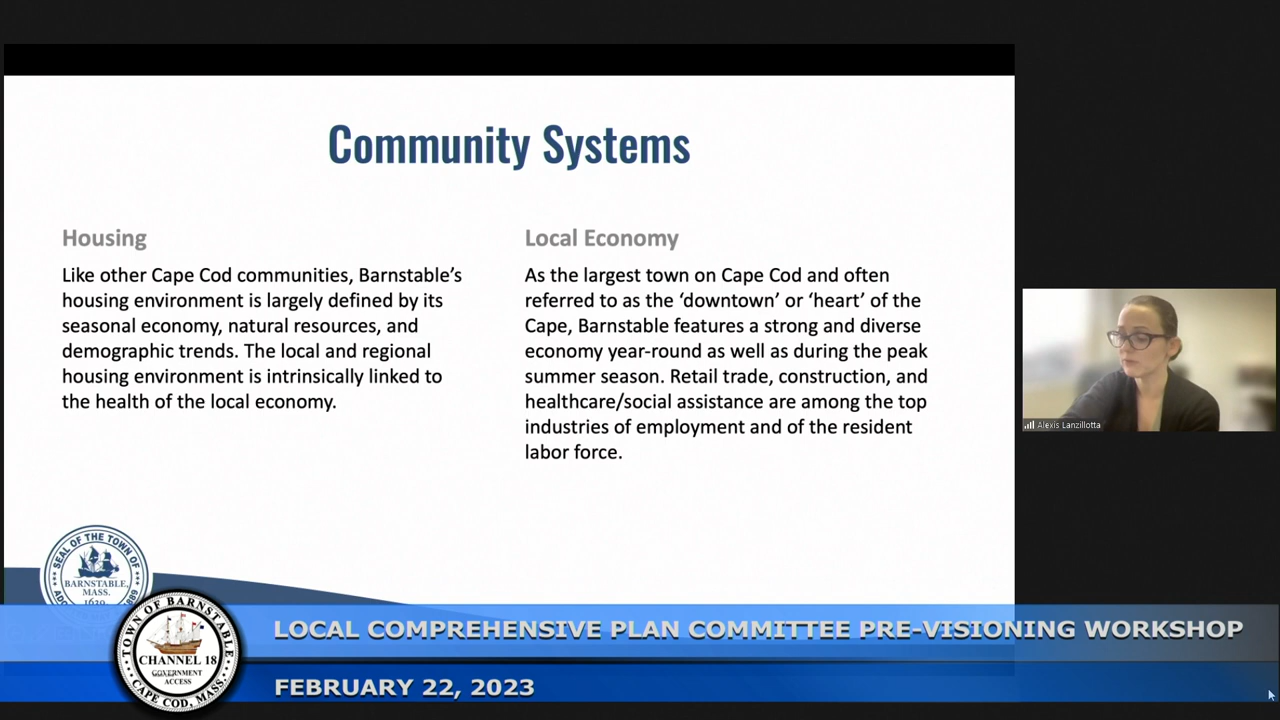 Community Systems
Housing
Like other Cape Cod communities, Barnstable’s
housing environment is largely defined by its
seasonal economy, natural resources, and
demographic trends. The local and regional
housing environment is intrinsically linked to
the health of the local economy.
Local Economy
As the largest town on Cape Cod and often
referred to as the ‘downtown’ or ‘heart’ of the
Cape, Barnstable features a strong and diverse
economy year-round as well as during the peak
summer season. Retail trade, construction, and
healthcare/social assistance are among the top
industries of employment and of the resident
labor force.
Alexis Lanzillotta
SEAL OF THE TOWN OF
BARNSTABLE,
MASS.
TOWN OF BARNSTABLE
CHANNEL 18
GOVERNMENT
ACCESS
CAPE COD, MASS.
LOCAL COMPREHENSIVE PLAN COMMITTEE PRE-VISIONING WORKSHOP
FEBRUARY 22, 2023